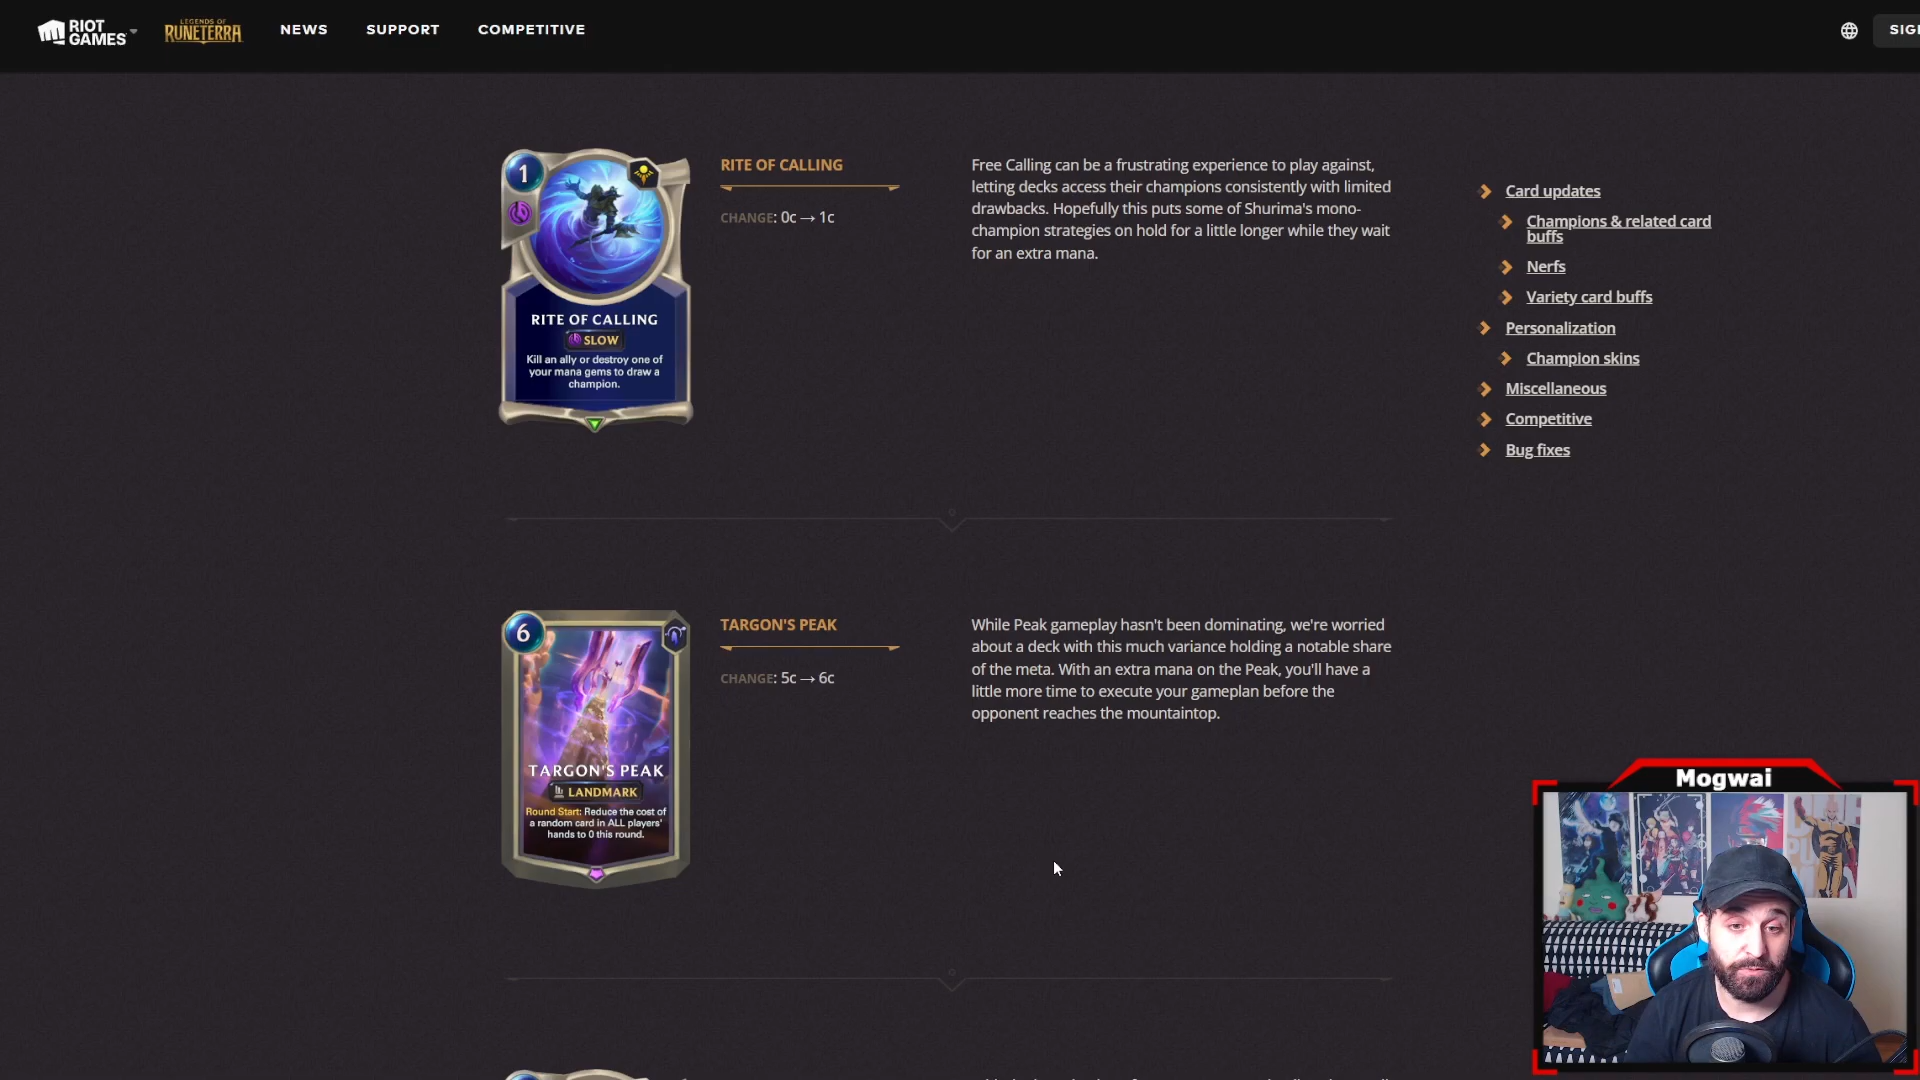 RIOT GAMES
LEGENDS OF RUNETERRA
NEWS
SUPPORT
COMPETITIVE
1
RITE OF CALLING
SLOW
Kill an ally or destroy one of
your mana gems to draw a
champion.
RITE OF CALLING
CHANGE: 0c → 1c
Free Calling can be a frustrating experience to play against,
letting decks access their champions consistently with limited
drawbacks. Hopefully this puts some of Shurima's mono-
champion strategies on hold for a little longer while they wait
for an extra mana.
Card updates
Champions & related card
buffs
Nerfs
Variety card buffs
Personalization
Champion skins
Miscellaneous
Competitive
Bug fixes
6
TARGON'S PEAK
LANDMARK
Round Start: Reduce the cost of
a random card in ALL players'
hands to 0 this round.
TARGON'S PEAK
CHANGE: 5c → 6c
While Peak gameplay hasn't been dominating, we're worried
about a deck with this much variance holding a notable share
of the meta. With an extra mana on the Peak, you'll have a
little more time to execute your gameplan before the
opponent reaches the mountaintop.
Mogwai